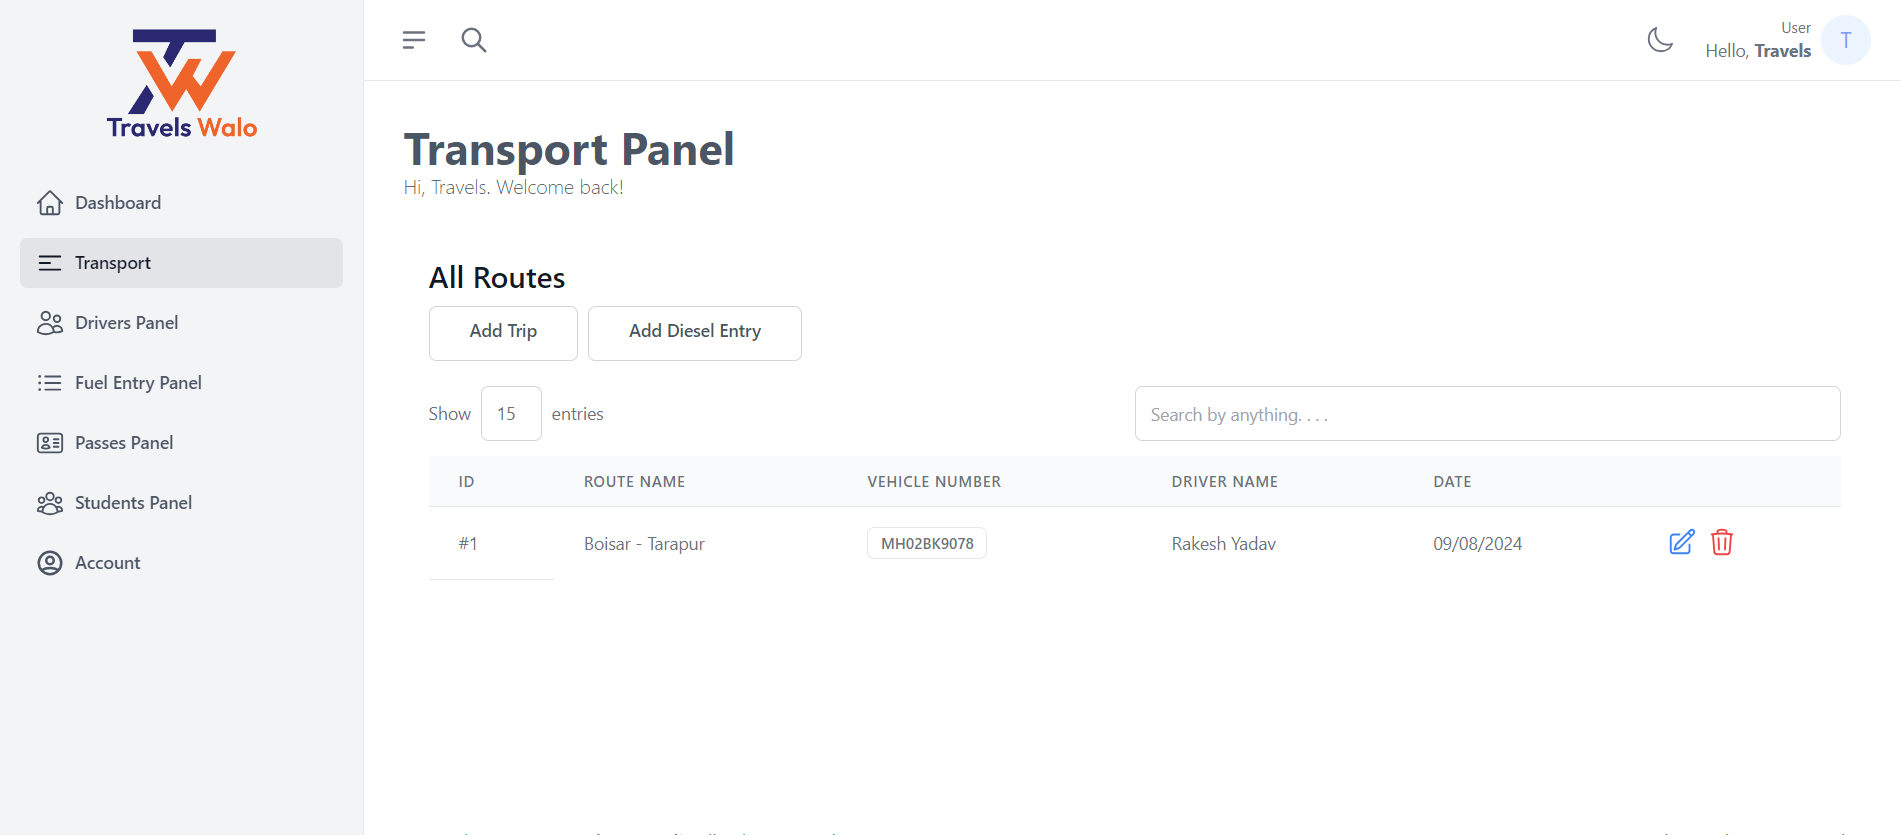 Travels Walo
Dashboard
Transport
Drivers Panel
Fuel Entry Panel
Passes Panel
Students Panel
Account
User
Hello, Travels
T
Transport Panel
Hi, Travels. Welcome back!
All Routes
Add Trip Add Diesel Entry
Show 15 entries Search by anything. . . .
ID ROUTE NAME VEHICLE NUMBER DRIVER NAME DATE
#1 Boisar - Tarapur MH02BK9078 Rakesh Yadav 09/08/2024